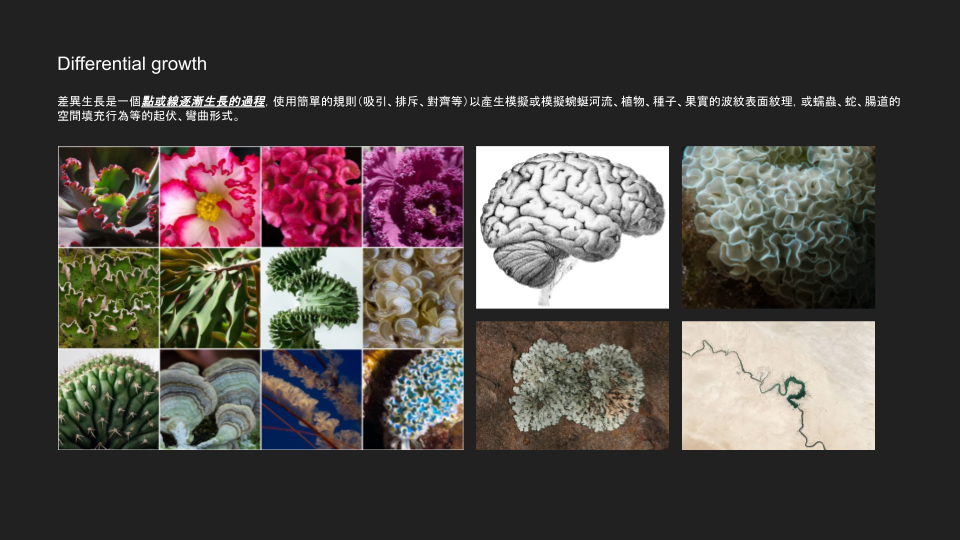 Differential growth
差異生長是一個點或線逐漸生長的過程, 使用簡單的規則(吸引、排斥、對齊等)以產生模擬或模擬蜿蜒河流、植物、種子、果實的波紋表面紋理, 或蠕蟲、蛇、腸道的
空間填充行為等的起伏、彎曲形式。